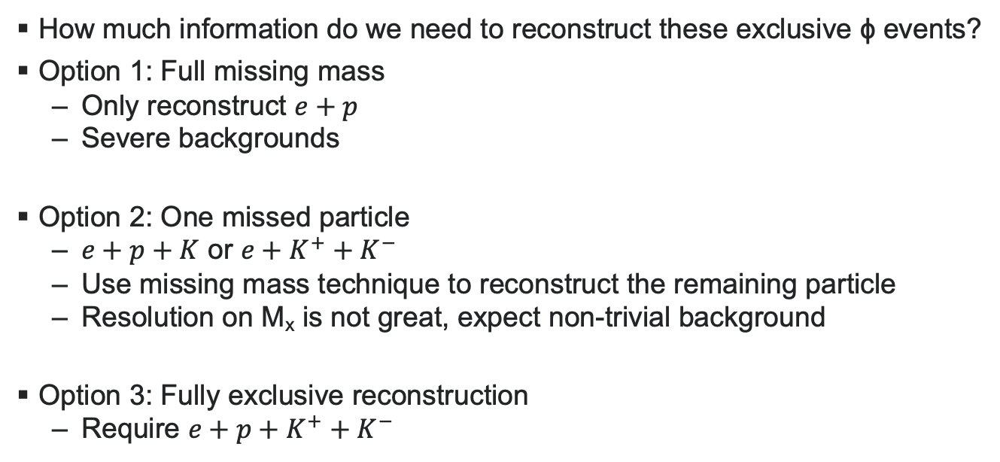 ▪ How much information do we need to reconstruct these exclusive ϕ events?
▪ Option 1: Full missing mass
– Only reconstruct e + p
– Severe backgrounds
▪ Option 2: One missed particle
– e + p + K or e + K⁺ + K⁻
– Use missing mass technique to reconstruct the remaining particle
– Resolution on Mₓ is not great, expect non-trivial background
▪ Option 3: Fully exclusive reconstruction
– Require e + p + K⁺ + K⁻